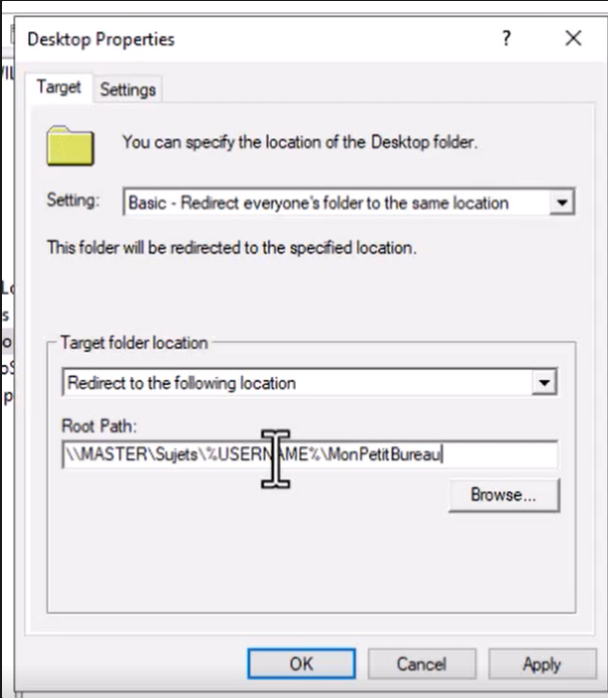 Desktop Properties
?
Target
Settings
You can specify the location of the Desktop folder.
Setting:
Basic - Redirect everyone's folder to the same location
This folder will be redirected to the specified location.
Target folder location
Redirect to the following location
Root Path:
\\MASTER\Sujets\%USERNAME%\MonPetitBureau
Browse...
OK
Cancel
Apply